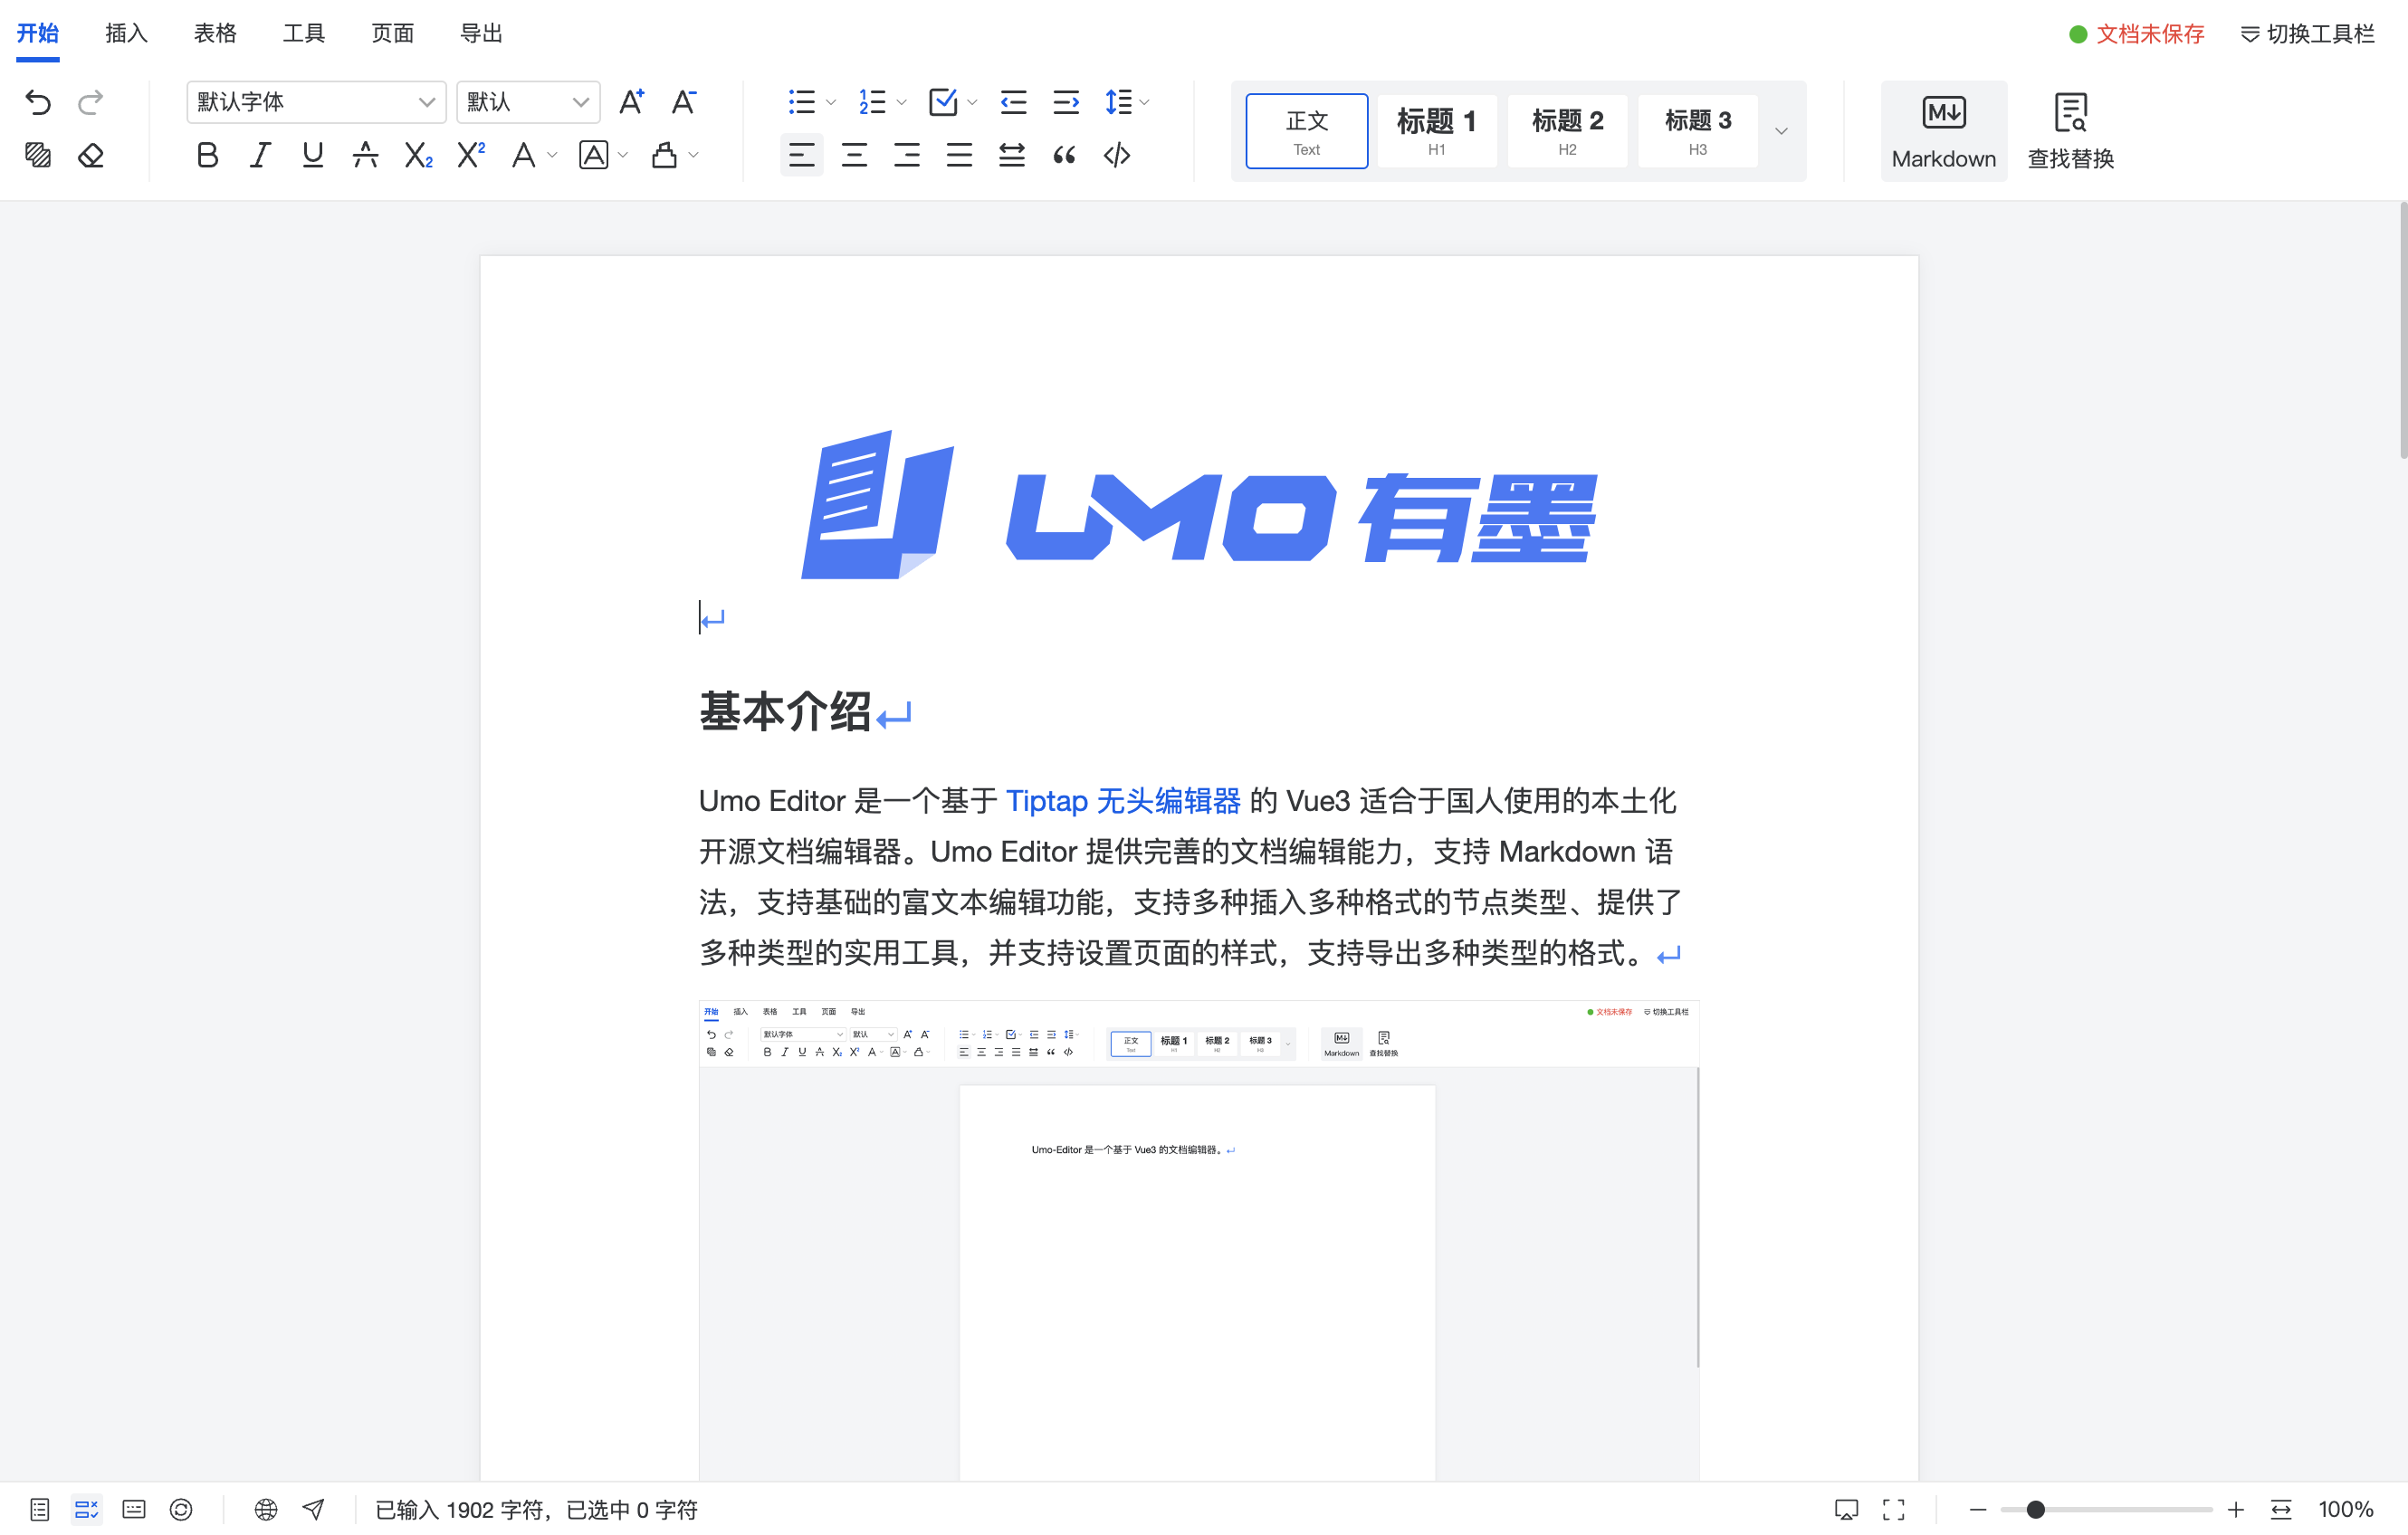 开始 插入 表格 工具 页面 导出 文档未保存 切换工具栏
默认字体 默认
正文 标题 1 标题 2 标题 3
Text H1 H2 H3
Markdown 查找替换
UMO 有墨
基本介绍
Umo Editor 是一个基于 Tiptap 无头编辑器 的 Vue3 适合于国人使用的本土化
开源文档编辑器。Umo Editor 提供完善的文档编辑能力，支持 Markdown 语
法，支持基础的富文本编辑功能，支持多种插入多种格式的节点类型、提供了
多种类型的实用工具，并支持设置页面的样式，支持导出多种类型的格式。
开始 插入 表格 工具 页面 导出 文档未保存 切换工具栏
默认字体 默认
正文 标题 1 标题 2 标题 3
Text H1 H2 H3
Markdown 查找替换
Umo-Editor 是一个基于 Vue3 的文档编辑器。
已输入 1902 字符，已选中 0 字符 100%